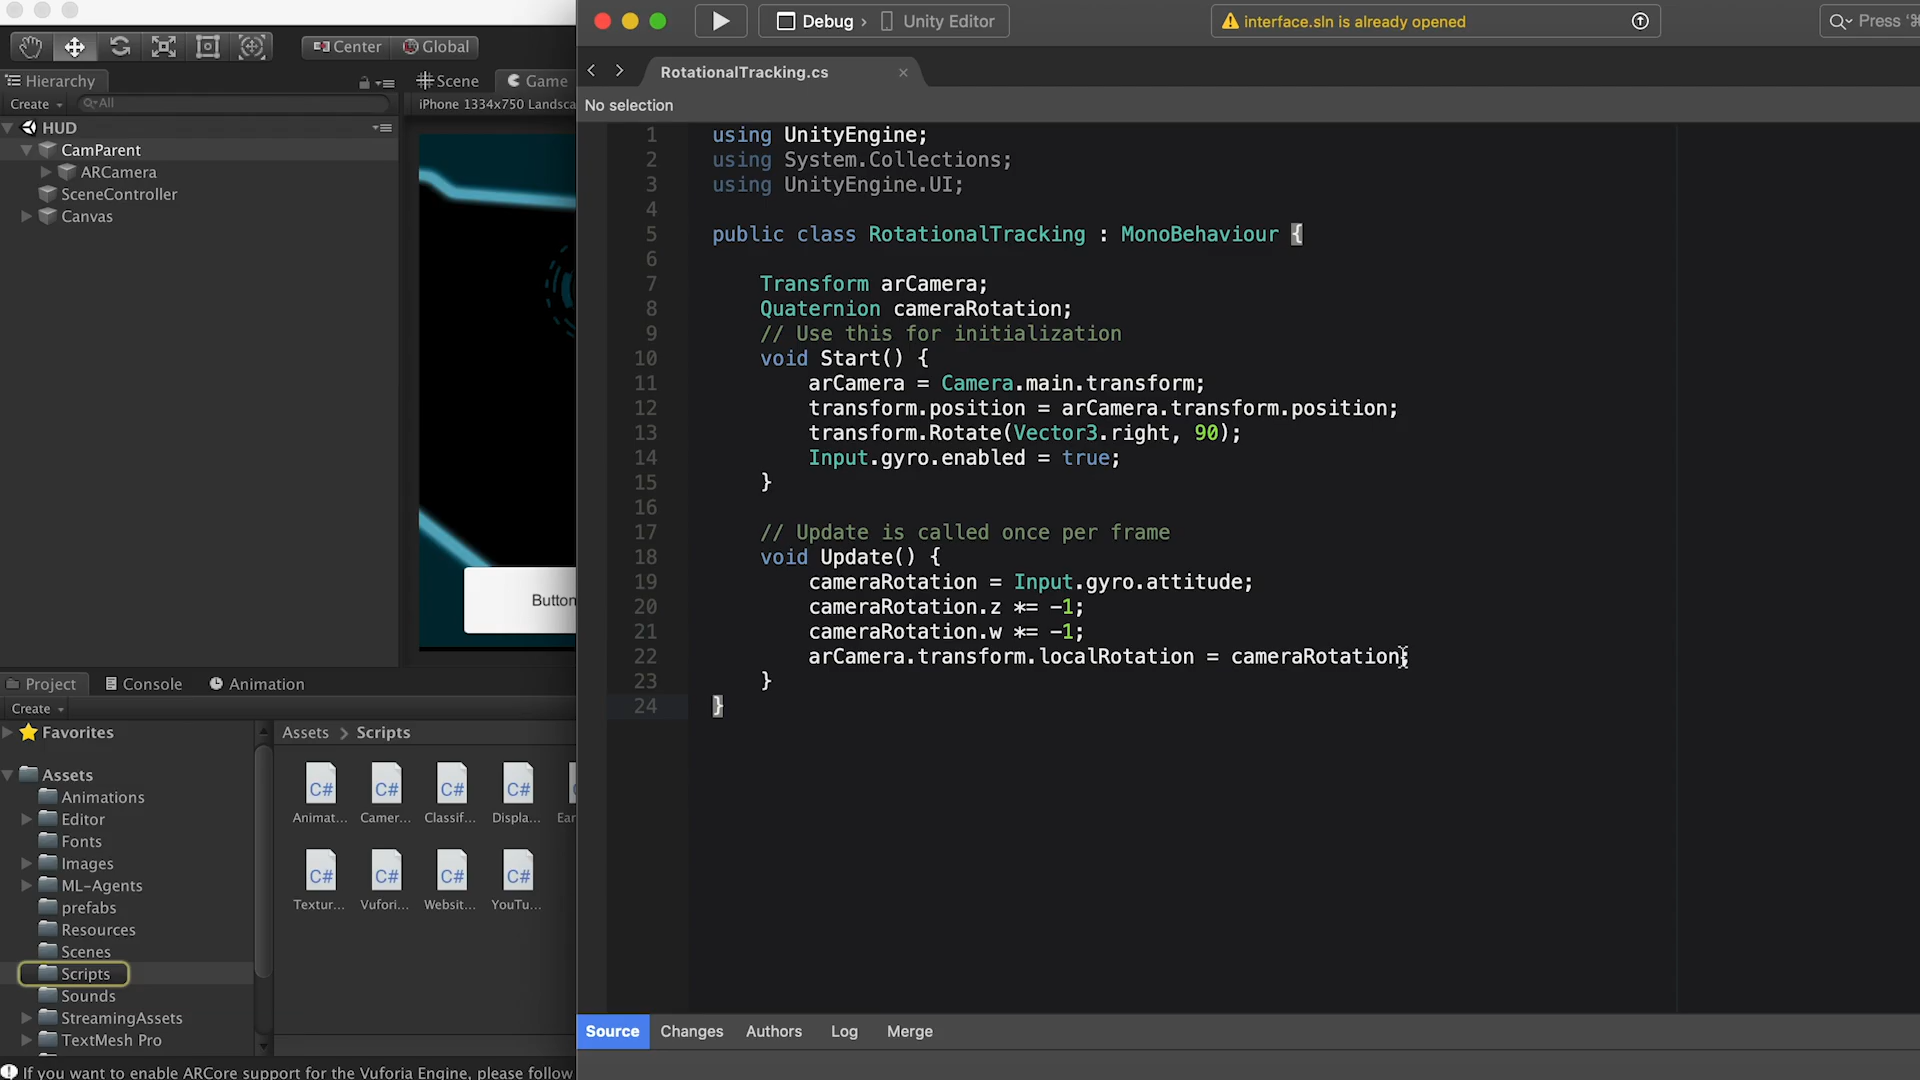 Center
Global
Hierarchy
Scene
Game
Create
All
iPhone 1334x750 Landsca
HUD
CamParent
ARCamera
SceneController
Canvas
Button
Project
Console
Animation
Create
Favorites
Assets > Scripts
Assets
Animations
Editor
Fonts
Images
ML-Agents
prefabs
Resources
Scenes
Scripts
Sounds
StreamingAssets
TextMesh Pro
C# C# C# C#
Animat... Camer... Classif... Displa... Ear
C# C# C# C#
Textur... Vufori... Websit... YouTu...
If you want to enable ARCore support for the Vuforia Engine, please follow
Debug > Unity Editor
interface.sln is already opened
Press ⌘
RotationalTracking.cs
No selection
1 using UnityEngine;
2 using System.Collections;
3 using UnityEngine.UI;
4
5 public class RotationalTracking : MonoBehaviour {
6
7 Transform arCamera;
8 Quaternion cameraRotation;
9 // Use this for initialization
10 void Start() {
11 arCamera = Camera.main.transform;
12 transform.position = arCamera.transform.position;
13 transform.Rotate(Vector3.right, 90);
14 Input.gyro.enabled = true;
15 }
16
17 // Update is called once per frame
18 void Update() {
19 cameraRotation = Input.gyro.attitude;
20 cameraRotation.z *= -1;
21 cameraRotation.w *= -1;
22 arCamera.transform.localRotation = cameraRotation;
23 }
24 }
Source Changes Authors Log Merge